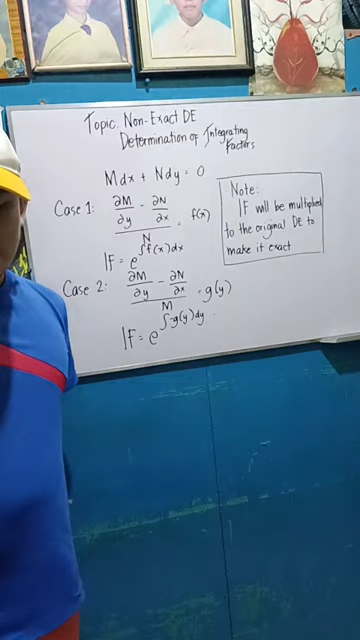 Topic: Non-Exact DE
Determination of Integrating
Factors
Mdx + Ndy = 0
Case 1: ∂M/∂y - ∂N/∂x / N = f(x)
IF = e^∫f(x)dx
Case 2: ∂M/∂y - ∂N/∂x / M = g(y)
IF = e^∫-g(y)dy
Note:
IF will be multiplied
to the original DE to
make it exact